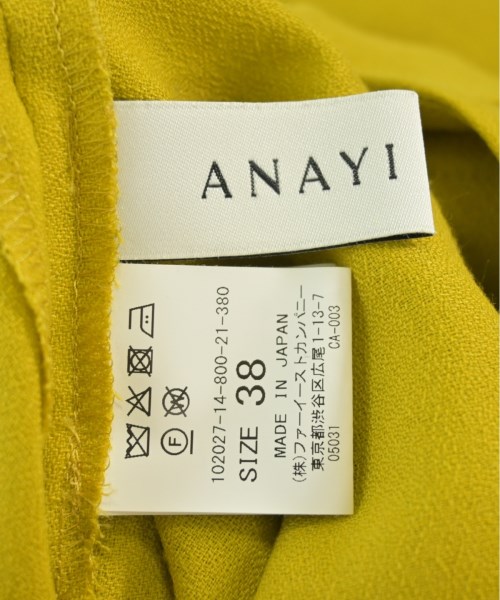 ANAYI
102027-14-800-21-380
SIZE 38
MADE IN JAPAN
(株)ファーイーストカンパニー
東京都渋谷区広尾1-13-7
05031 CA-003